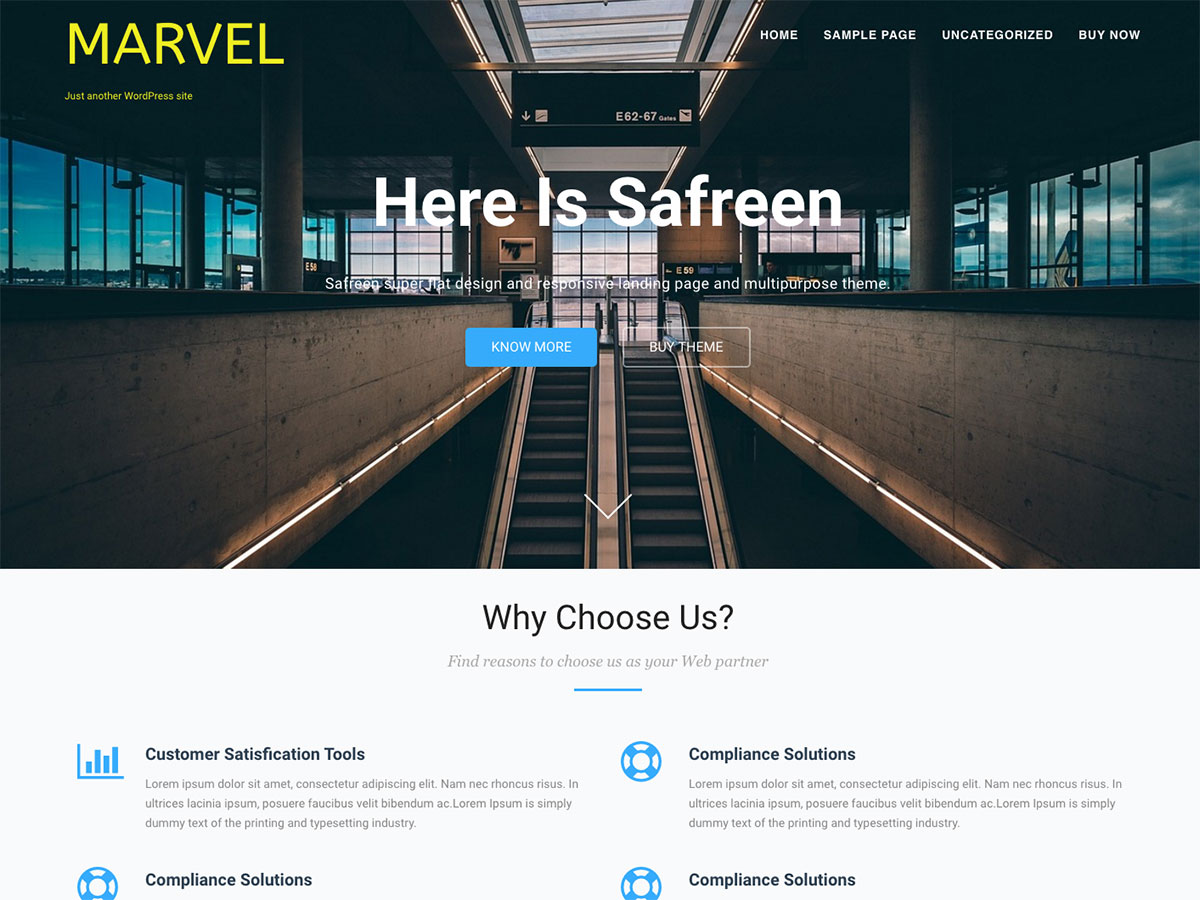 MARVEL
Just another WordPress site
HOME SAMPLE PAGE UNCATEGORIZED BUY NOW
E62-67 Gates
Here Is Safreen
E58
E59
Safreen super flat design and responsive landing page and multipurpose theme.
KNOW MORE
BUY THEME
Why Choose Us?
Find reasons to choose us as your Web partner
Customer Satisfication Tools
Lorem ipsum dolor sit amet, consectetur adipiscing elit. Nam nec rhoncus risus. In
ultrices lacinia ipsum, posuere faucibus velit bibendum ac.Lorem Ipsum is simply
dummy text of the printing and typesetting industry.
Compliance Solutions
Lorem ipsum dolor sit amet, consectetur adipiscing elit. Nam nec rhoncus risus. In
ultrices lacinia ipsum, posuere faucibus velit bibendum ac.Lorem Ipsum is simply
dummy text of the printing and typesetting industry.
Compliance Solutions
Compliance Solutions